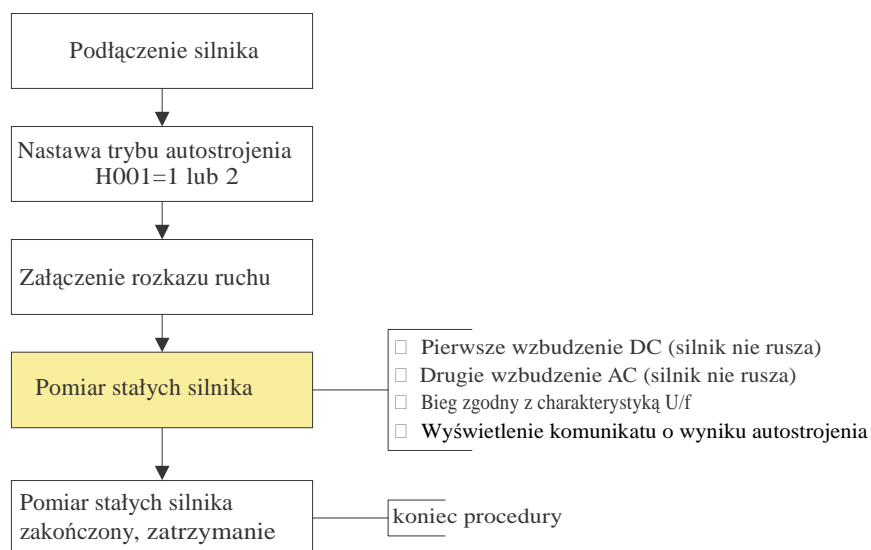 Podłączenie silnika
Nastawa trybu autostrojenia
H001=1 lub 2
Załączenie rozkazu ruchu
Pomiar stałych silnika
Pierwsze wzbudzenie DC (silnik nie rusza)
Drugie wzbudzenie AC (silnik nie rusza)
Bieg zgodny z charakterystyką U/f
Wyświetlenie komunikatu o wyniku autostrojenia
Pomiar stałych silnika
zakończony, zatrzymanie
koniec procedury